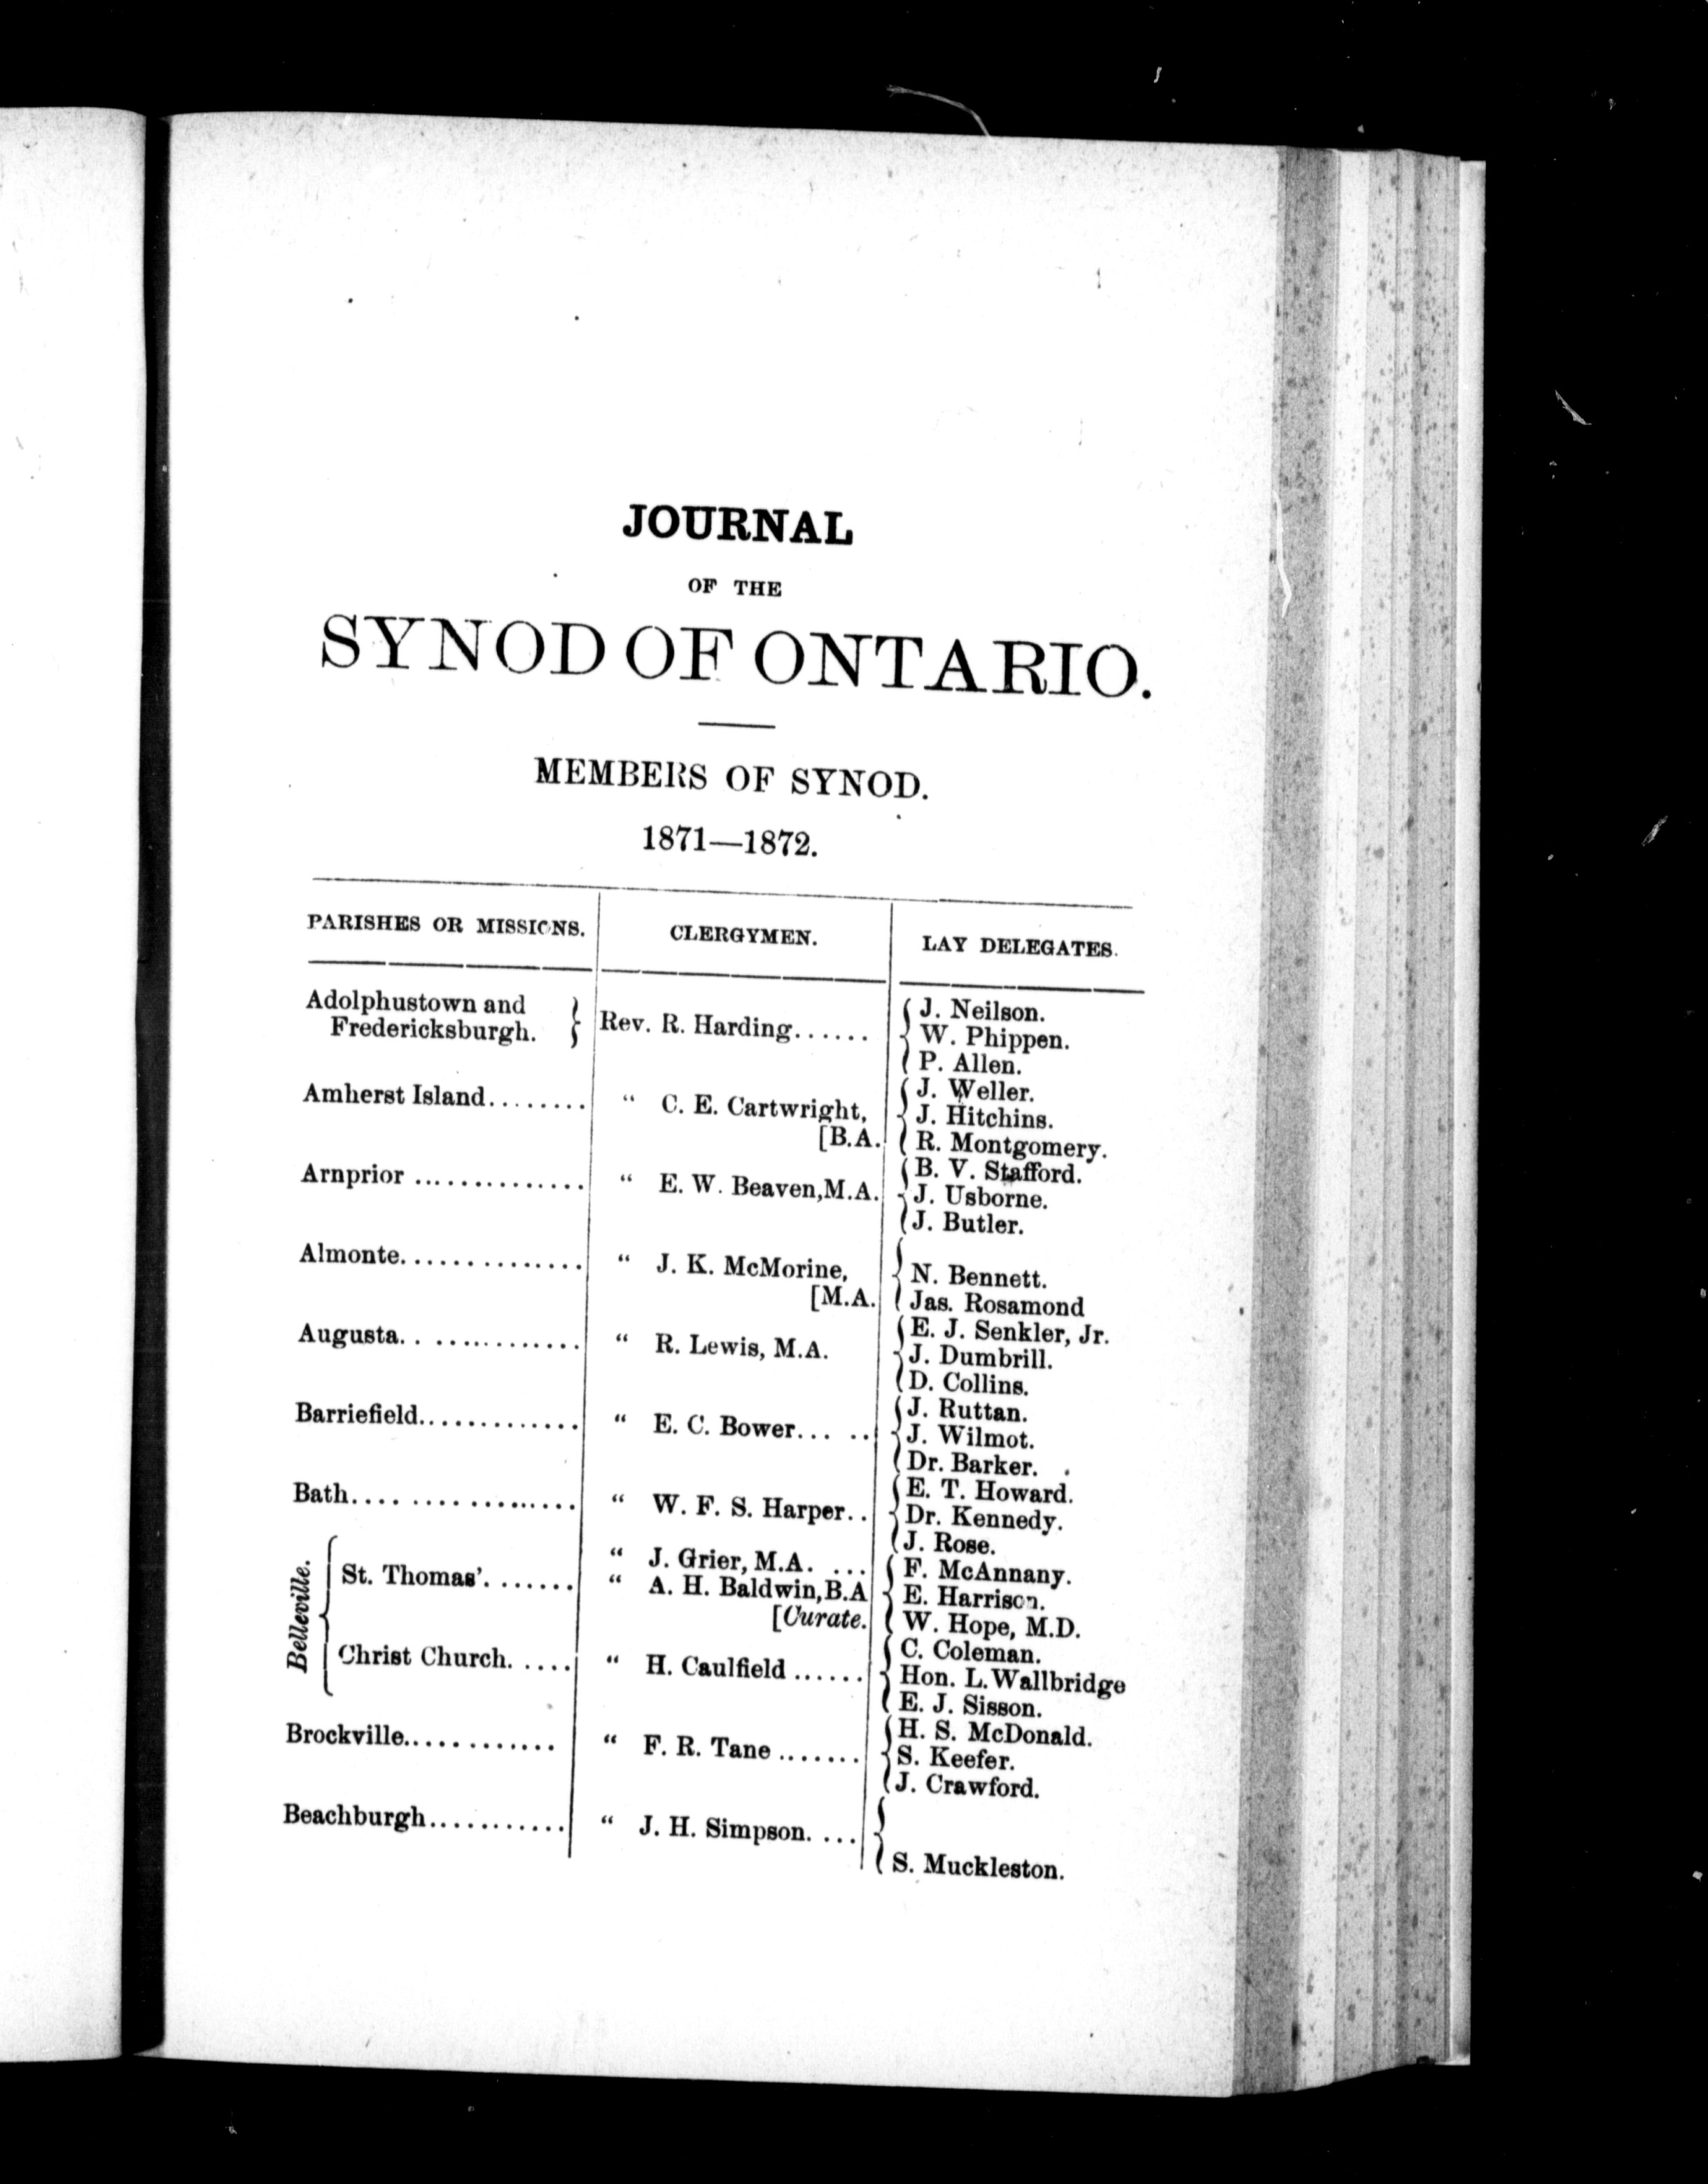 JOURNAL
OF THE
SYNOD OF ONTARIO.
MEMBERS OF SYNOD.
1871—1872.
PARISHES OR MISSIONS. CLERGYMEN. LAY DELEGATES.
Adolphustown and
Fredericksburgh. } Rev. R. Harding...... { J. Neilson.
W. Phippen.
P. Allen.
Amherst Island........ " C. E. Cartwright, [B.A. { J. Weller.
J. Hitchins.
R. Montgomery.
Arnprior .............. " E. W. Beaven, M.A. { B. V. Stafford.
J. Usborne.
J. Butler.
Almonte.............. " J. K. McMorine, [M.A. {
N. Bennett.
Jas. Rosamond
Augusta.. ............ " R. Lewis, M.A. { E. J. Senkler, Jr.
J. Dumbrill.
D. Collins.
Barriefield............. " E. C. Bower... .. { J. Ruttan.
J. Wilmot.
Dr. Barker.
Bath.... ............. " W. F. S. Harper.. { E. T. Howard.
Dr. Kennedy.
J. Rose.
Belleville. {
St. Thomas'. ....... " J. Grier, M.A. ... { F. McAnnany.
" A. H. Baldwin, B.A E. Harrison.
[Curate. W. Hope, M.D.
Christ Church. ..... " H. Caulfield ...... { C. Coleman.
Hon. L. Wallbridge
E. J. Sisson.
Brockville............ " F. R. Tane ....... { H. S. McDonald.
S. Keefer.
J. Crawford.
Beachburgh........... " J. H. Simpson. ... {
S. Muckleston.